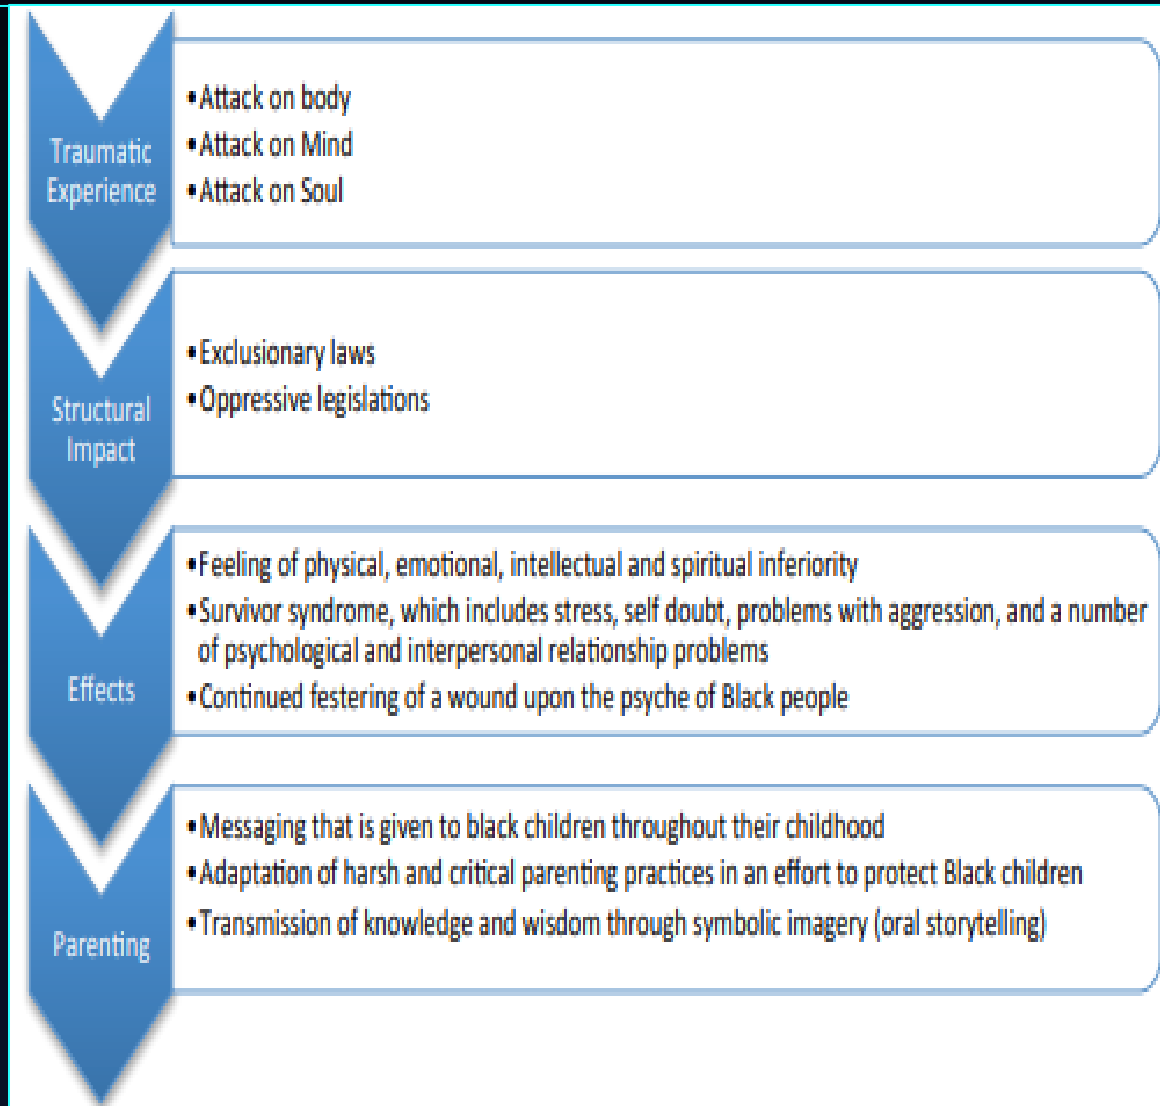 Traumatic
Experience
•Attack on body
•Attack on Mind
•Attack on Soul
Structural
Impact
•Exclusionary laws
•Oppressive legislations
Effects
•Feeling of physical, emotional, intellectual and spiritual inferiority
•Survivor syndrome, which includes stress, self doubt, problems with aggression, and a number
of psychological and interpersonal relationship problems
•Continued festering of a wound upon the psyche of Black people
Parenting
•Messaging that is given to black children throughout their childhood
•Adaptation of harsh and critical parenting practices in an effort to protect Black children
•Transmission of knowledge and wisdom through symbolic imagery (oral storytelling)